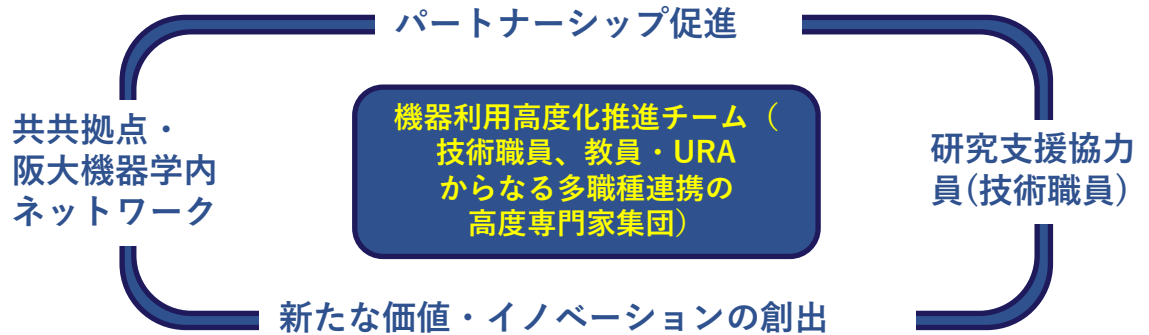 パートナーシップ促進
共共拠点・
阪大機器学内
ネットワーク
機器利用高度化推進チーム（
技術職員、教員・URA
からなる多職種連携の
高度専門家集団）
研究支援協力
員(技術職員)
新たな価値・イノベーションの創出